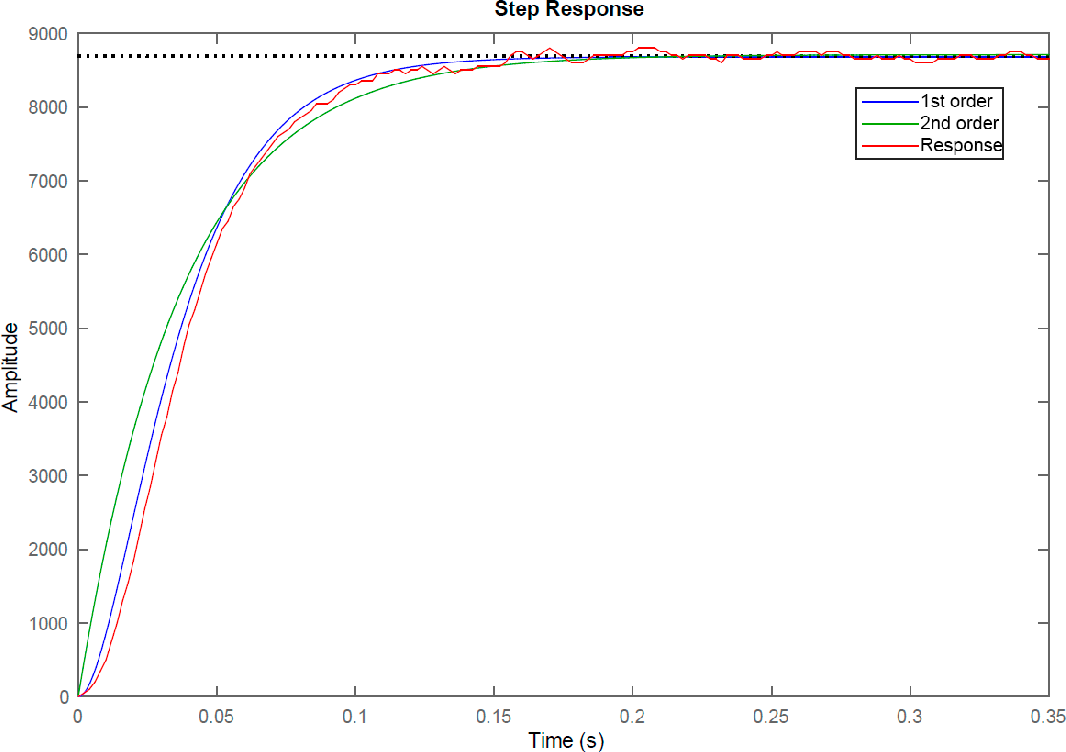 Step Response
9000
8000
7000
6000
5000
4000
3000
2000
1000
0
Amplitude
1st order
2nd order
Response
0 0.05 0.1 0.15 0.2 0.25 0.3 0.35
Time (s)